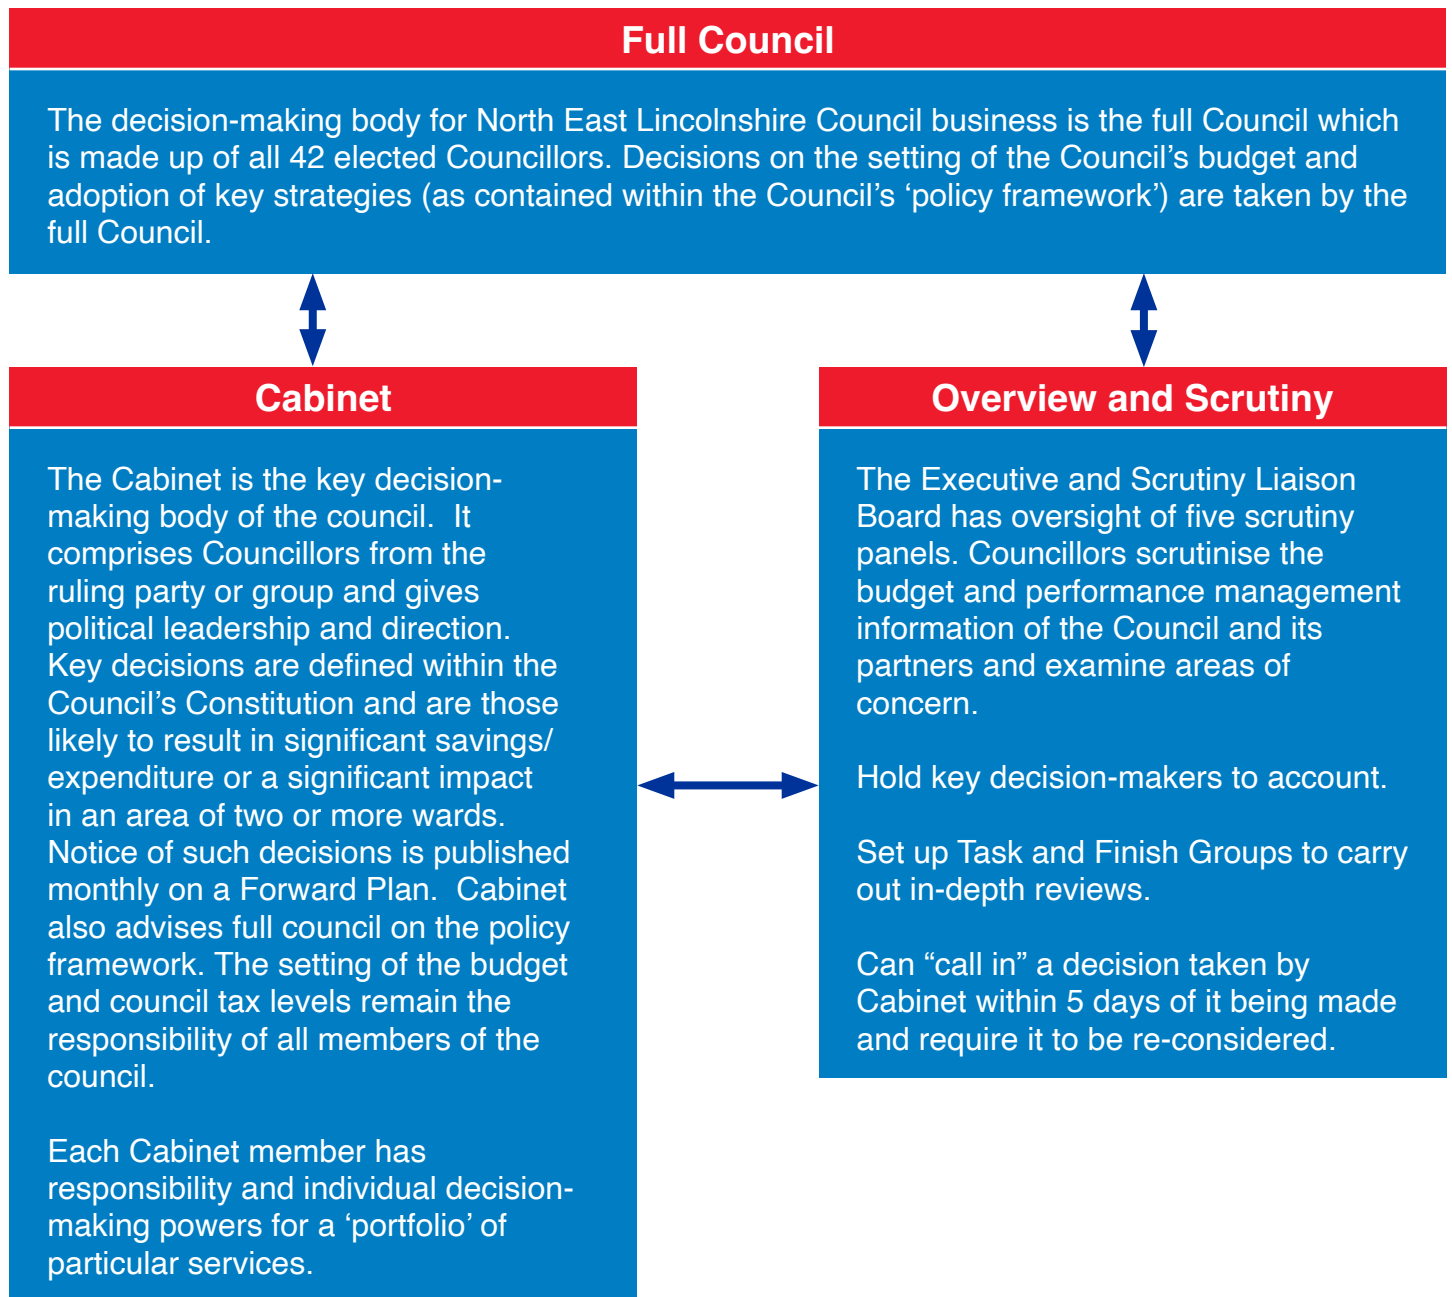 Full Council
The decision-making body for North East Lincolnshire Council business is the full Council which
is made up of all 42 elected Councillors. Decisions on the setting of the Council’s budget and
adoption of key strategies (as contained within the Council’s ‘policy framework’) are taken by the
full Council.
Cabinet
The Cabinet is the key decision-
making body of the council.  It
comprises Councillors from the
ruling party or group and gives
political leadership and direction.
Key decisions are defined within the
Council’s Constitution and are those
likely to result in significant savings/
expenditure or a significant impact
in an area of two or more wards.
Notice of such decisions is published
monthly on a Forward Plan.  Cabinet
also advises full council on the policy
framework. The setting of the budget
and council tax levels remain the
responsibility of all members of the
council.
Each Cabinet member has
responsibility and individual decision-
making powers for a ‘portfolio’ of
particular services.
Overview and Scrutiny
The Executive and Scrutiny Liaison
Board has oversight of five scrutiny
panels. Councillors scrutinise the
budget and performance management
information of the Council and its
partners and examine areas of
concern.
Hold key decision-makers to account.
Set up Task and Finish Groups to carry
out in-depth reviews.
Can “call in” a decision taken by
Cabinet within 5 days of it being made
and require it to be re-considered.